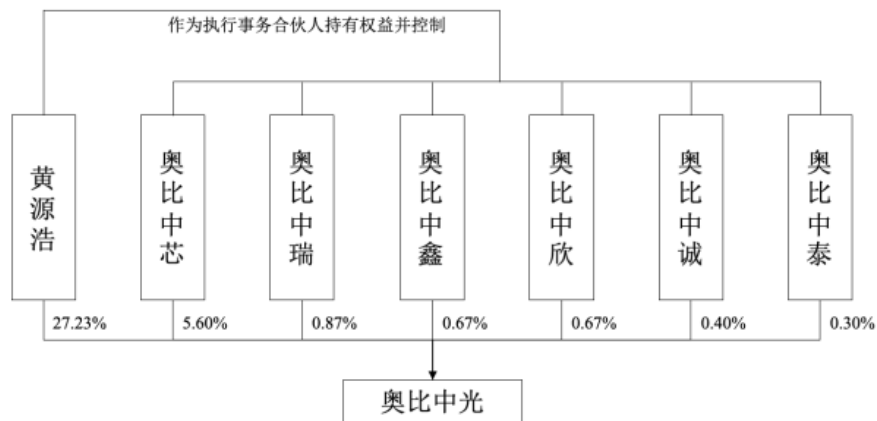 作为执行事务合伙人持有权益并控制
黄源浩
奥比中芯
奥比中瑞
奥比中鑫
奥比中欣
奥比中诚
奥比中泰
27.23%
5.60%
0.87%
0.67%
0.67%
0.40%
0.30%
奥比中光